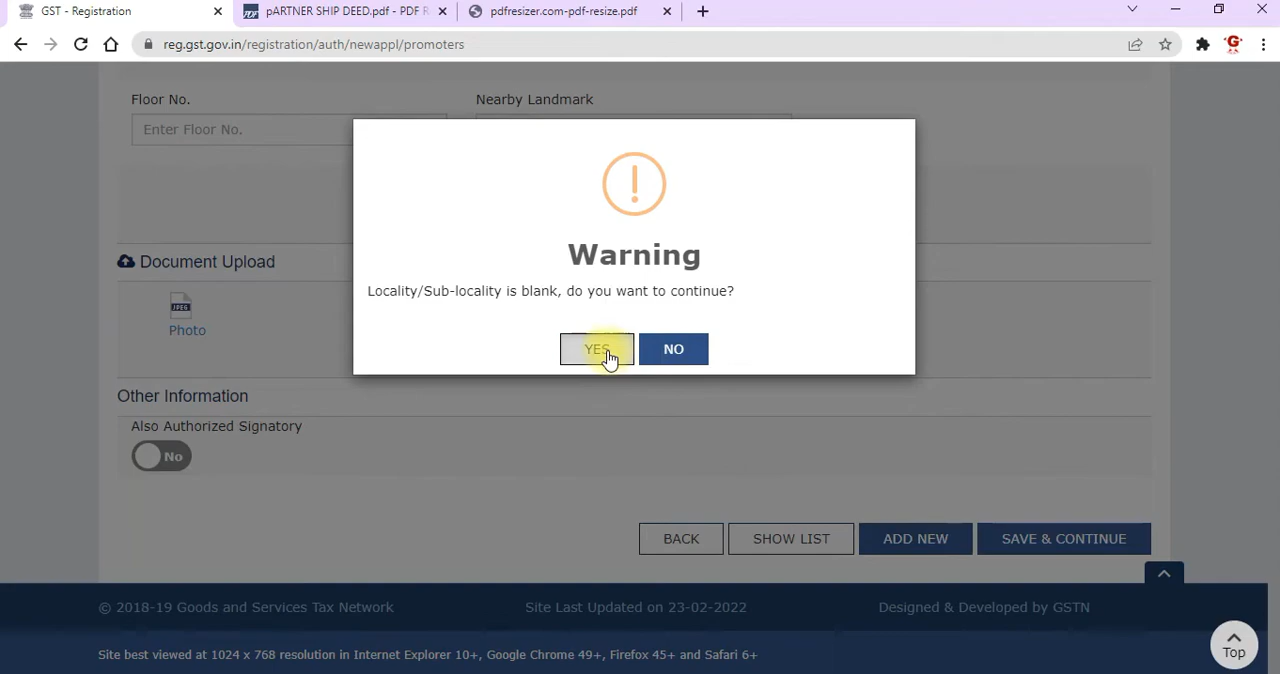 GST - Registration
pARTNER SHIP DEED.pdf - PDF R
pdfresizer.com-pdf-resize.pdf
reg.gst.gov.in/registration/auth/newappl/promoters
Floor No.
Nearby Landmark
Enter Floor No.
Warning
Locality/Sub-locality is blank, do you want to continue?
YES
NO
Document Upload
JPEG
Photo
Other Information
Also Authorized Signatory
No
BACK
SHOW LIST
ADD NEW
SAVE & CONTINUE
© 2018-19 Goods and Services Tax Network
Site Last Updated on 23-02-2022
Designed & Developed by GSTN
Site best viewed at 1024 x 768 resolution in Internet Explorer 10+, Google Chrome 49+, Firefox 45+ and Safari 6+
Top